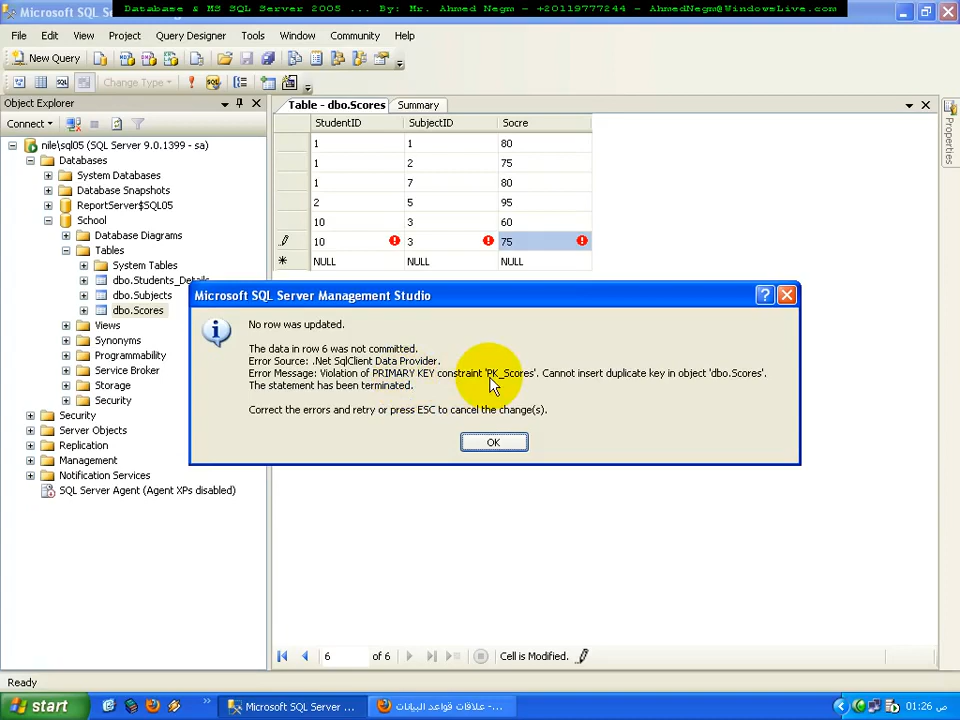 Microsoft SQL Server Manag
Database & MS SQL Server 2005 ... By: Mr. Ahmed Negm - +20119777244 - AhmedNegm@WindowsLive.com
File Edit View Project Query Designer Tools Window Community Help
New Query
Change Type
Object Explorer
Table - dbo.Scores Summary
Connect
Properties
StudentID SubjectID Socre
1 1 80
1 2 75
1 7 80
2 5 95
10 3 60
10 3 75
NULL NULL NULL
nile\sql05 (SQL Server 9.0.1399 - sa)
Databases
System Databases
Database Snapshots
ReportServer$SQL05
School
Database Diagrams
Tables
System Tables
dbo.Students_Details
dbo.Subjects
dbo.Scores
Views
Synonyms
Programmability
Service Broker
Storage
Security
Security
Server Objects
Replication
Management
Notification Services
SQL Server Agent (Agent XPs disabled)
Microsoft SQL Server Management Studio
No row was updated.
The data in row 6 was not committed.
Error Source: .Net SqlClient Data Provider.
Error Message: Violation of PRIMARY KEY constraint 'PK_Scores'. Cannot insert duplicate key in object 'dbo.Scores'.
The statement has been terminated.
Correct the errors and retry or press ESC to cancel the change(s).
OK
6 of 6 Cell is Modified.
Ready
start
Microsoft SQL Server ...
علاقات قواعد البيانات - ...
01:26 ص